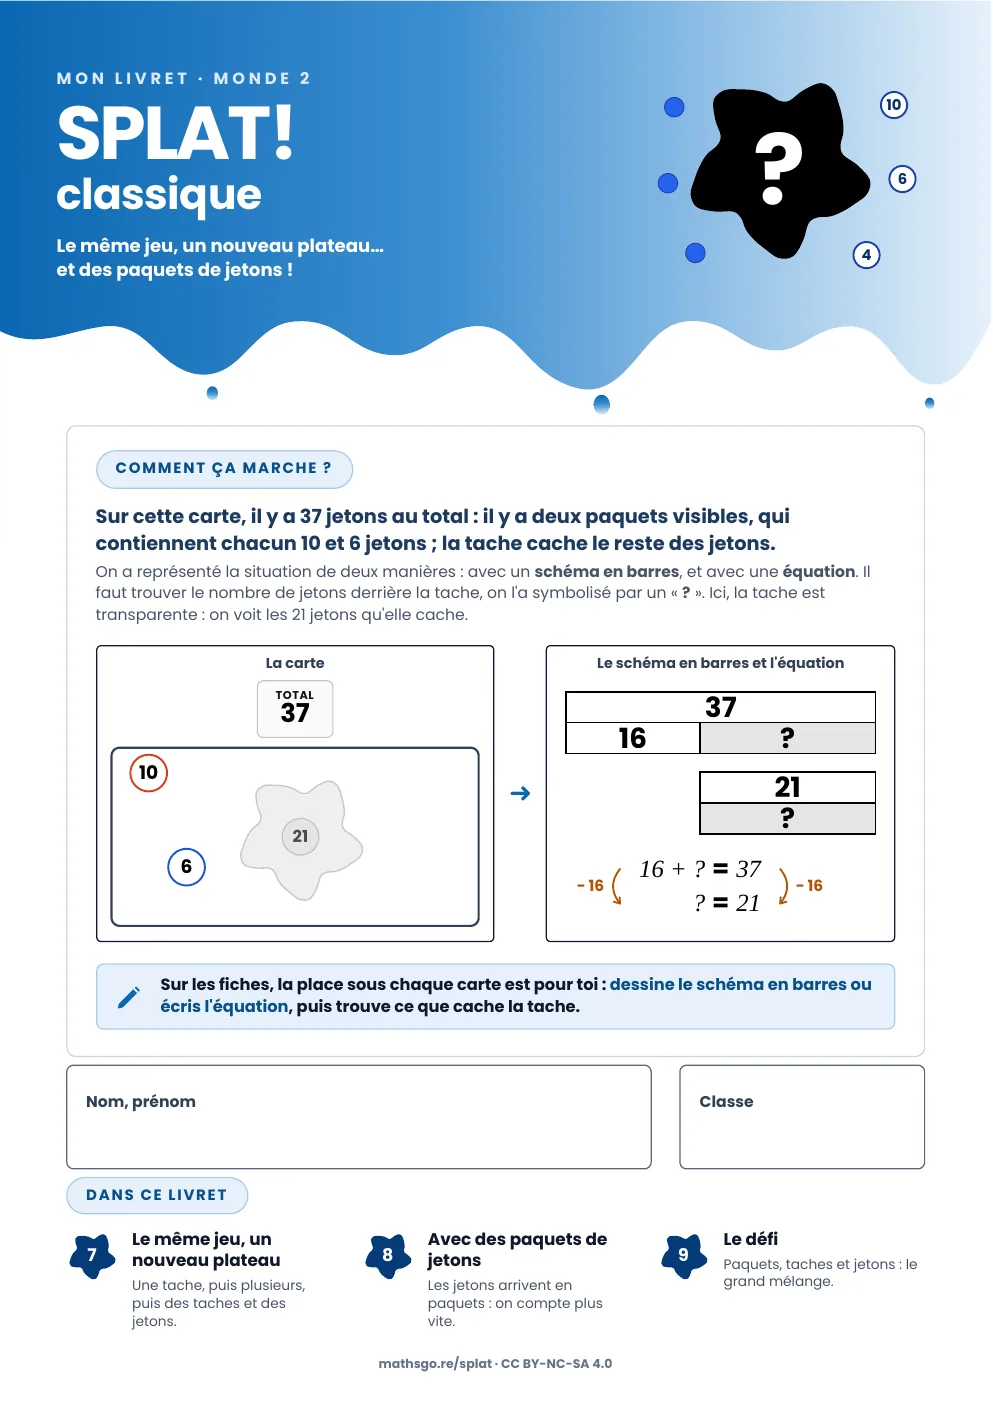 MON LIVRET · MONDE 2
SPLAT!
classique
Le même jeu, un nouveau plateau...
et des paquets de jetons !
?
10
6
4
COMMENT ÇA MARCHE ?
Sur cette carte, il y a 37 jetons au total : il y a deux paquets visibles, qui
contiennent chacun 10 et 6 jetons ; la tache cache le reste des jetons.
On a représenté la situation de deux manières : avec un schéma en barres, et avec une équation. Il
faut trouver le nombre de jetons derrière la tache, on l'a symbolisé par un « ? ». Ici, la tache est
transparente : on voit les 21 jetons qu'elle cache.
La carte
TOTAL
37
10
6
21
➜
Le schéma en barres et l'équation
37
16 ?
21
?
16 + ? = 37
− 16 − 16
? = 21
Sur les fiches, la place sous chaque carte est pour toi : dessine le schéma en barres ou
écris l'équation, puis trouve ce que cache la tache.
Nom, prénom
Classe
DANS CE LIVRET
7
Le même jeu, un
nouveau plateau
Une tache, puis plusieurs,
puis des taches et des
jetons.
8
Avec des paquets de
jetons
Les jetons arrivent en
paquets : on compte plus
vite.
9
Le défi
Paquets, taches et jetons : le
grand mélange.
mathsgo.re/splat · CC BY-NC-SA 4.0